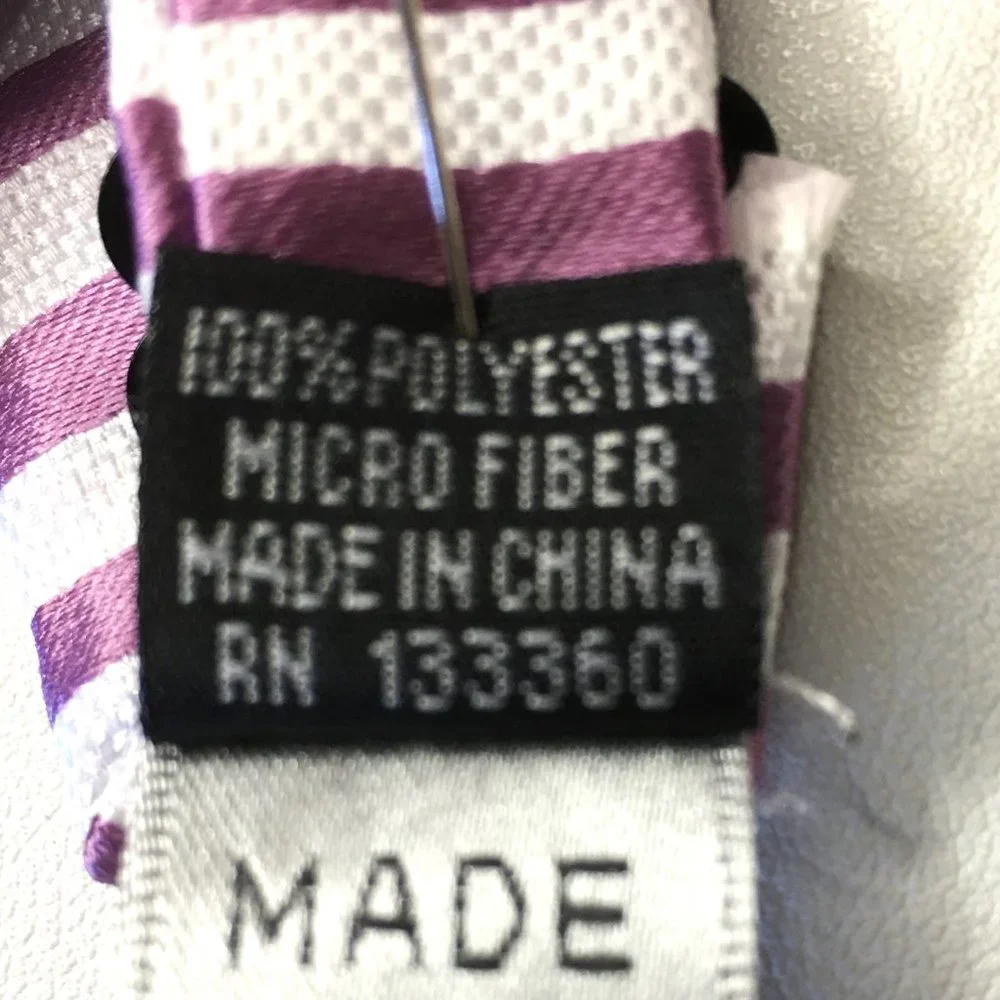 100% POLYESTER
MICRO FIBER
MADE IN CHINA
RN 133360
MADE